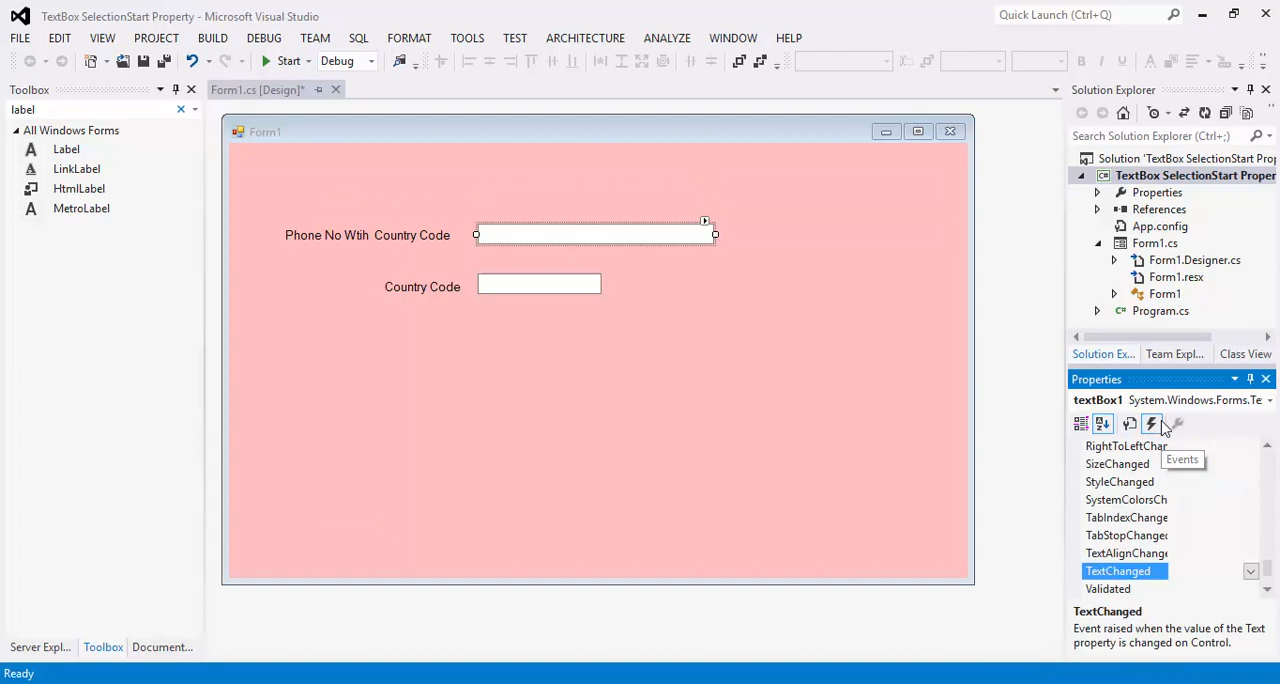 TextBox SelectionStart Property - Microsoft Visual Studio
Quick Launch (Ctrl+Q)
FILE EDIT VIEW PROJECT BUILD DEBUG TEAM SQL FORMAT TOOLS TEST ARCHITECTURE ANALYZE WINDOW HELP
Start Debug
Toolbox
label
All Windows Forms
A Label
A LinkLabel
HtmlLabel
A MetroLabel
Server Expl... Toolbox Document...
Form1.cs [Design]*
Form1
Phone No Wtih Country Code
Country Code
Solution Explorer
Search Solution Explorer (Ctrl+;)
Solution 'TextBox SelectionStart Prop
C# TextBox SelectionStart Proper
Properties
References
App.config
Form1.cs
Form1.Designer.cs
Form1.resx
Form1
C# Program.cs
Solution Ex... Team Expl... Class View
Properties
textBox1 System.Windows.Forms.Te
RightToLeftChar
Events
SizeChanged
StyleChanged
SystemColorsCh
TabIndexChange
TabStopChanged
TextAlignChange
TextChanged
Validated
TextChanged
Event raised when the value of the Text
property is changed on Control.
Ready